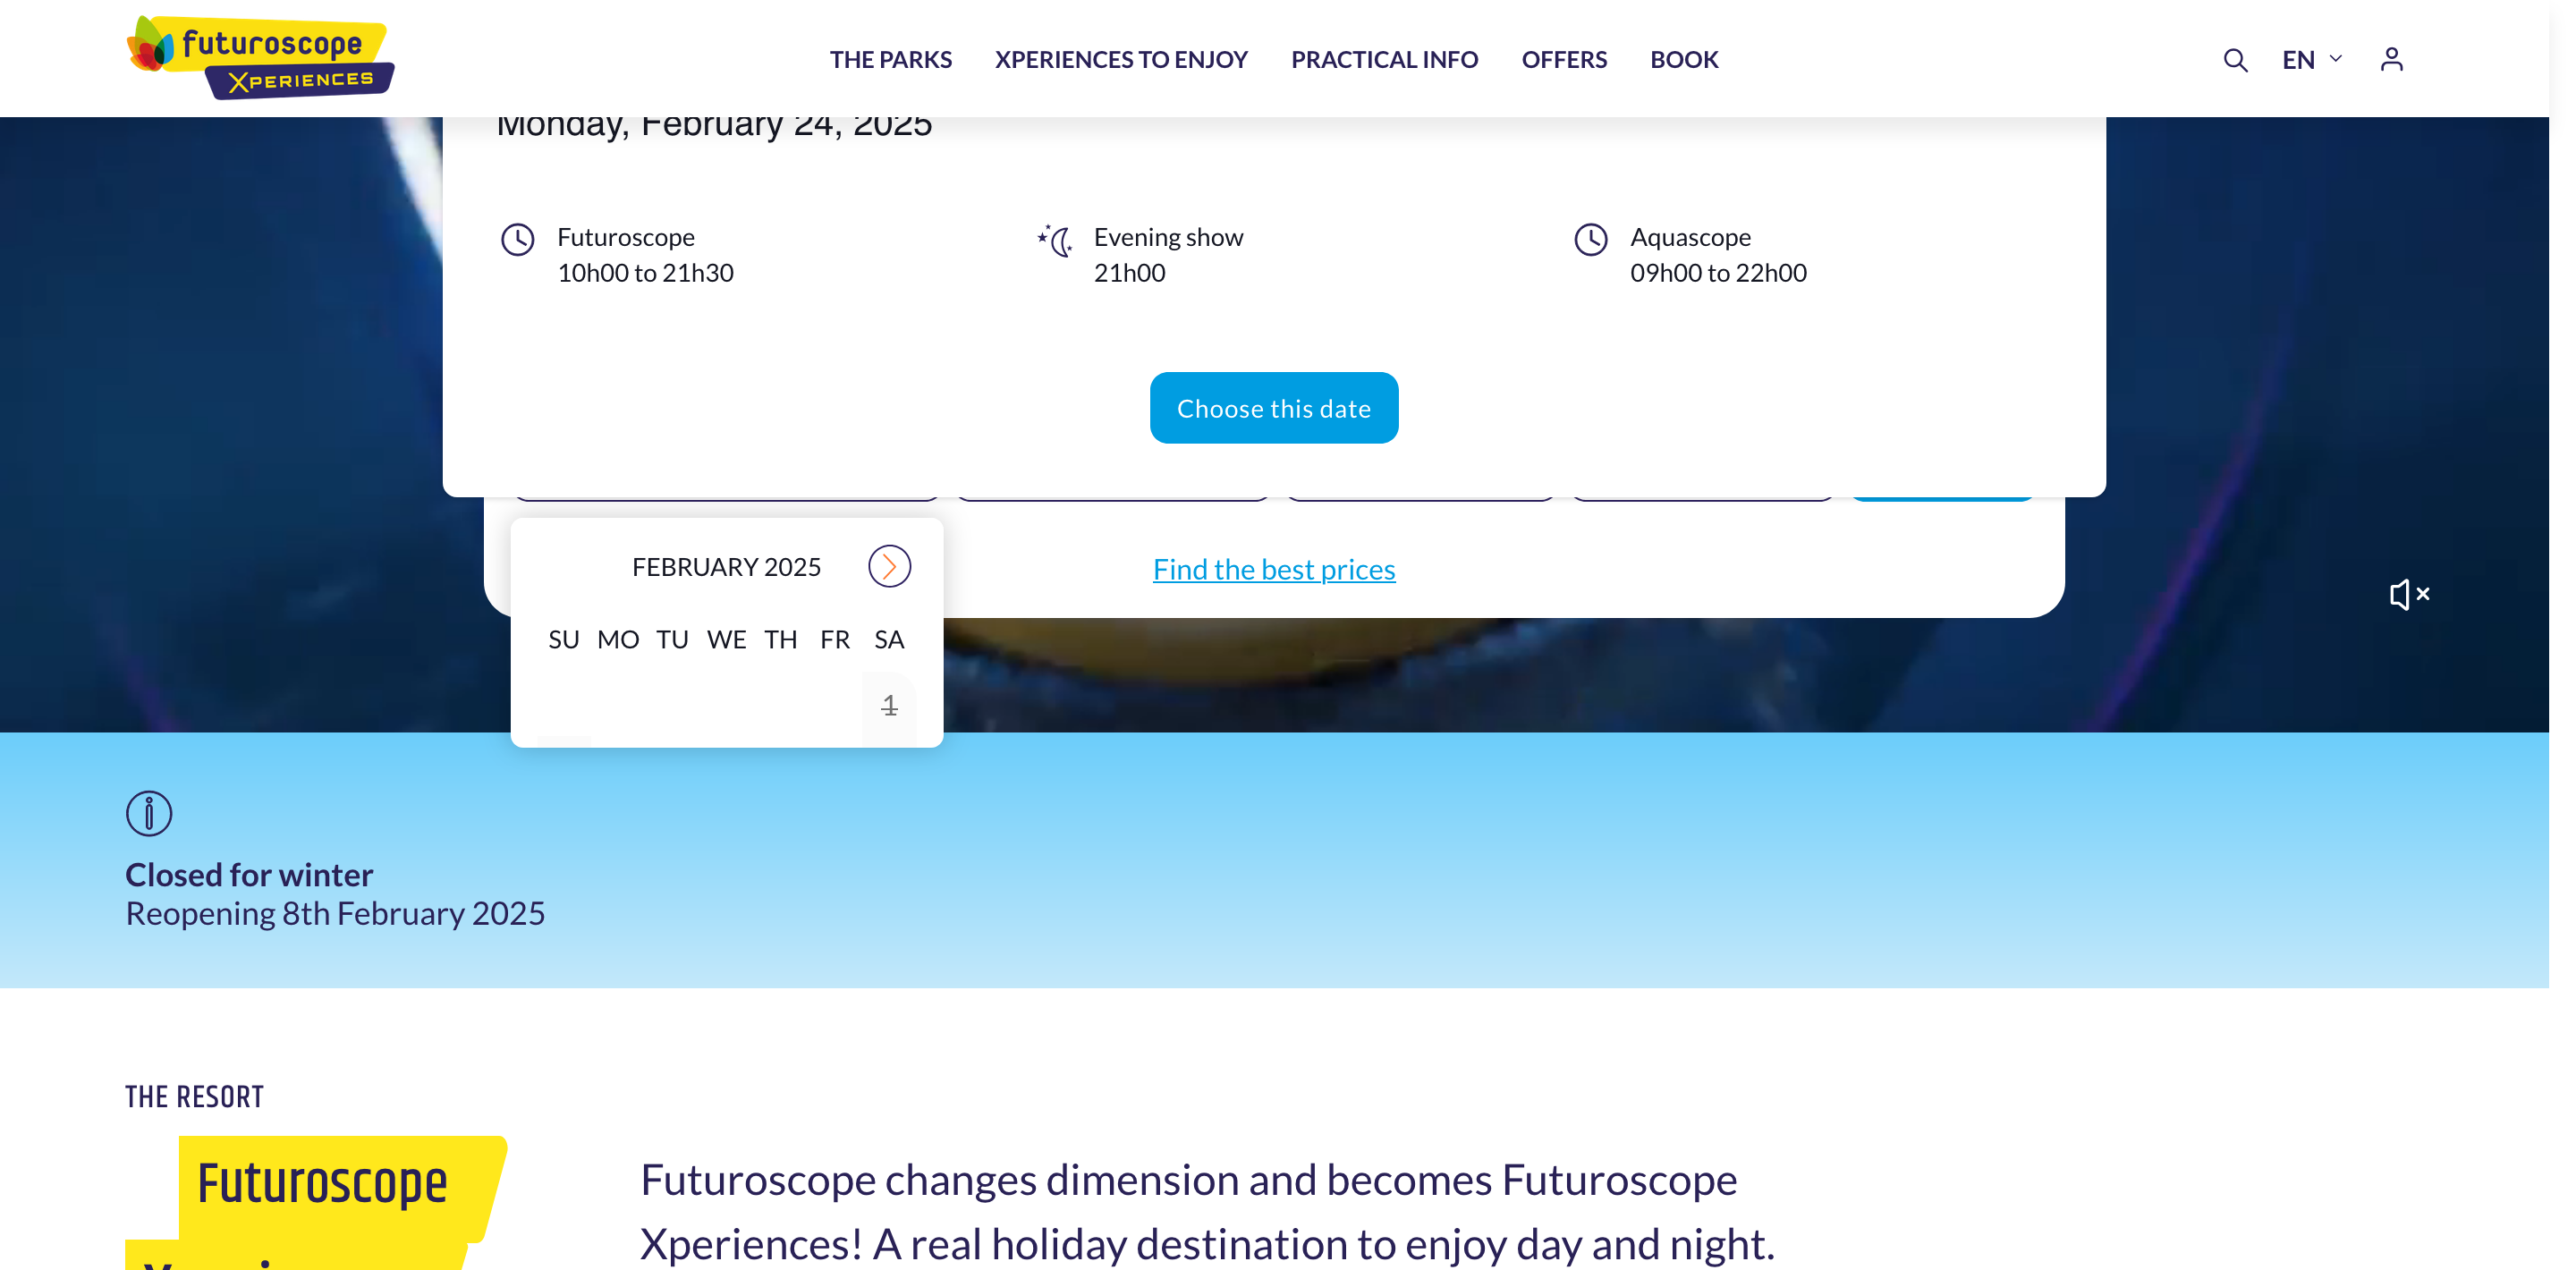 futuroscope
XPERIENCES
THE PARKS XPERIENCES TO ENJOY PRACTICAL INFO OFFERS BOOK
EN
Monday, February 24, 2025
Futuroscope
10h00 to 21h30
Evening show
21h00
Aquascope
09h00 to 22h00
Choose this date
Find the best prices
FEBRUARY 2025
SU MO TU WE TH FR SA
1
Closed for winter
Reopening 8th February 2025
THE RESORT
Futuroscope
Futuroscope changes dimension and becomes Futuroscope
Xperiences! A real holiday destination to enjoy day and night.